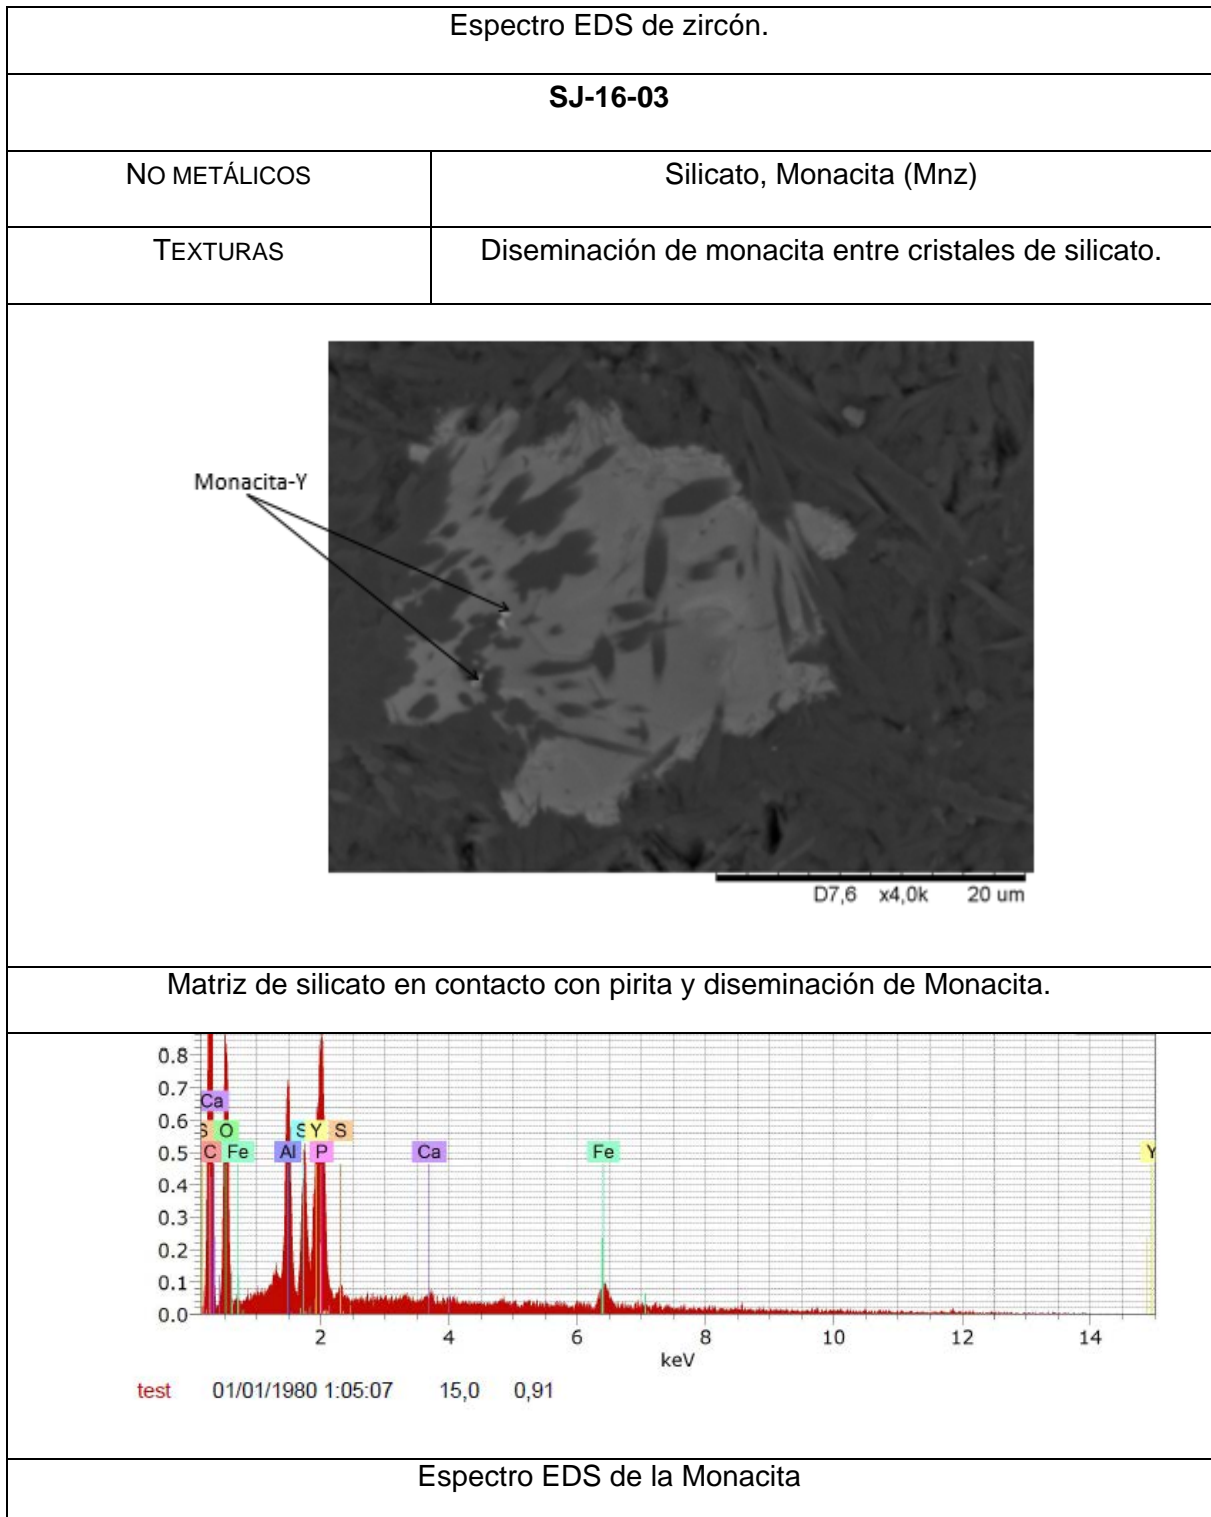 Espectro EDS de zircón.
SJ-16-03
NO METÁLICOS
Silicato, Monacita (Mnz)
TEXTURAS
Diseminación de monacita entre cristales de silicato.
Monacita-Y
D7,6 x4,0k 20 um
Matriz de silicato en contacto con pirita y diseminación de Monacita.
0.8
0.7
0.6
0.5
0.4
0.3
0.2
0.1
0.0
Ca
S O S Y S
C Fe Al P Ca Fe Y
2 4 6 8 10 12 14
keV
test 01/01/1980 1:05:07 15,0 0,91
Espectro EDS de la Monacita